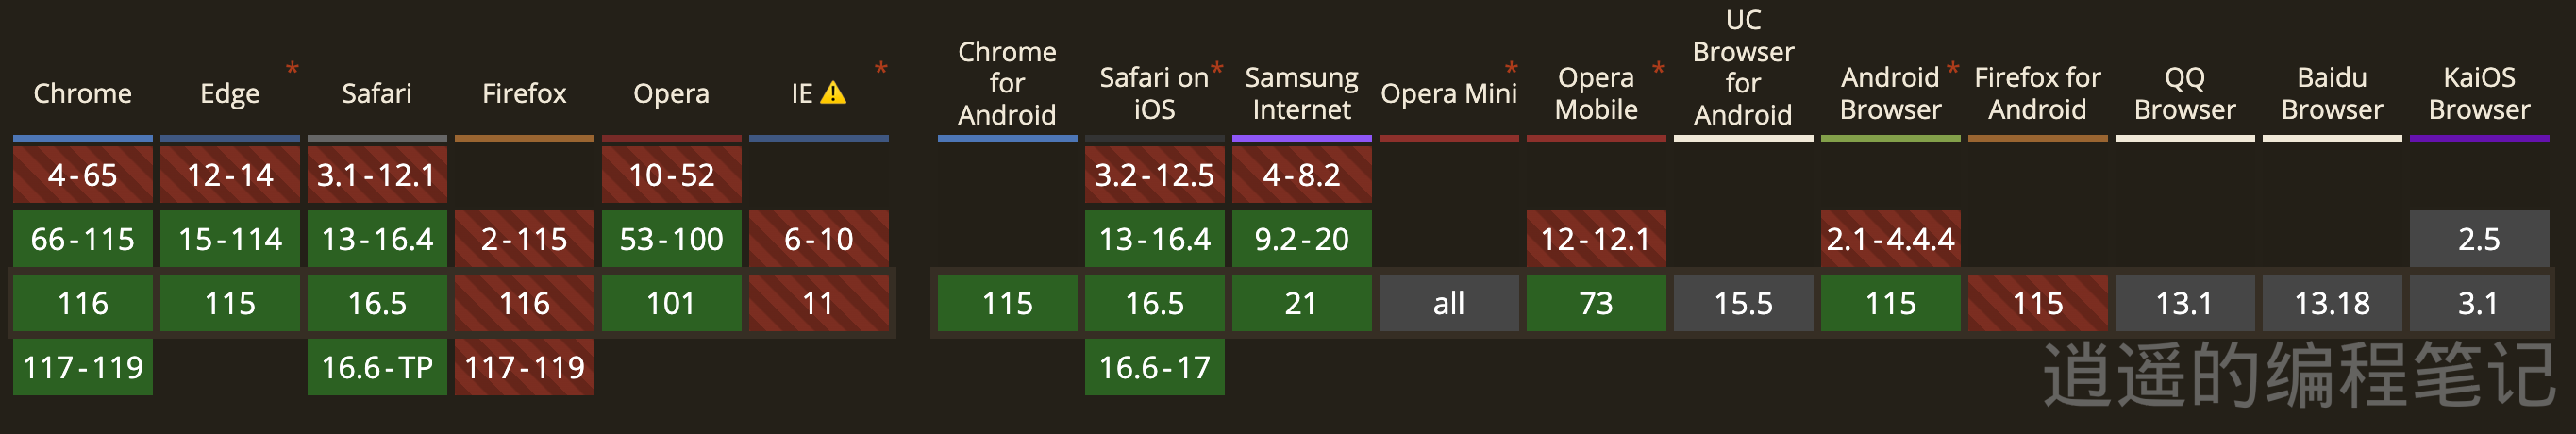 Chrome
Edge *
Safari
Firefox
Opera
IE ⚠ *
Chrome
for
Android
Safari on *
iOS
Samsung
Internet
Opera Mini *
Opera *
Mobile
UC
Browser
for
Android
Android *
Browser
Firefox for
Android
QQ
Browser
Baidu
Browser
KaiOS
Browser
4-65 12-14 3.1-12.1 10-52 3.2-12.5 4-8.2
66-115 15-114 13-16.4 2-115 53-100 6-10 13-16.4 9.2-20 12-12.1 2.1-4.4.4 2.5
116 115 16.5 116 101 11 115 16.5 21 all 73 15.5 115 115 13.1 13.18 3.1
117-119 16.6-TP 117-119 16.6-17
逍遥的编程笔记